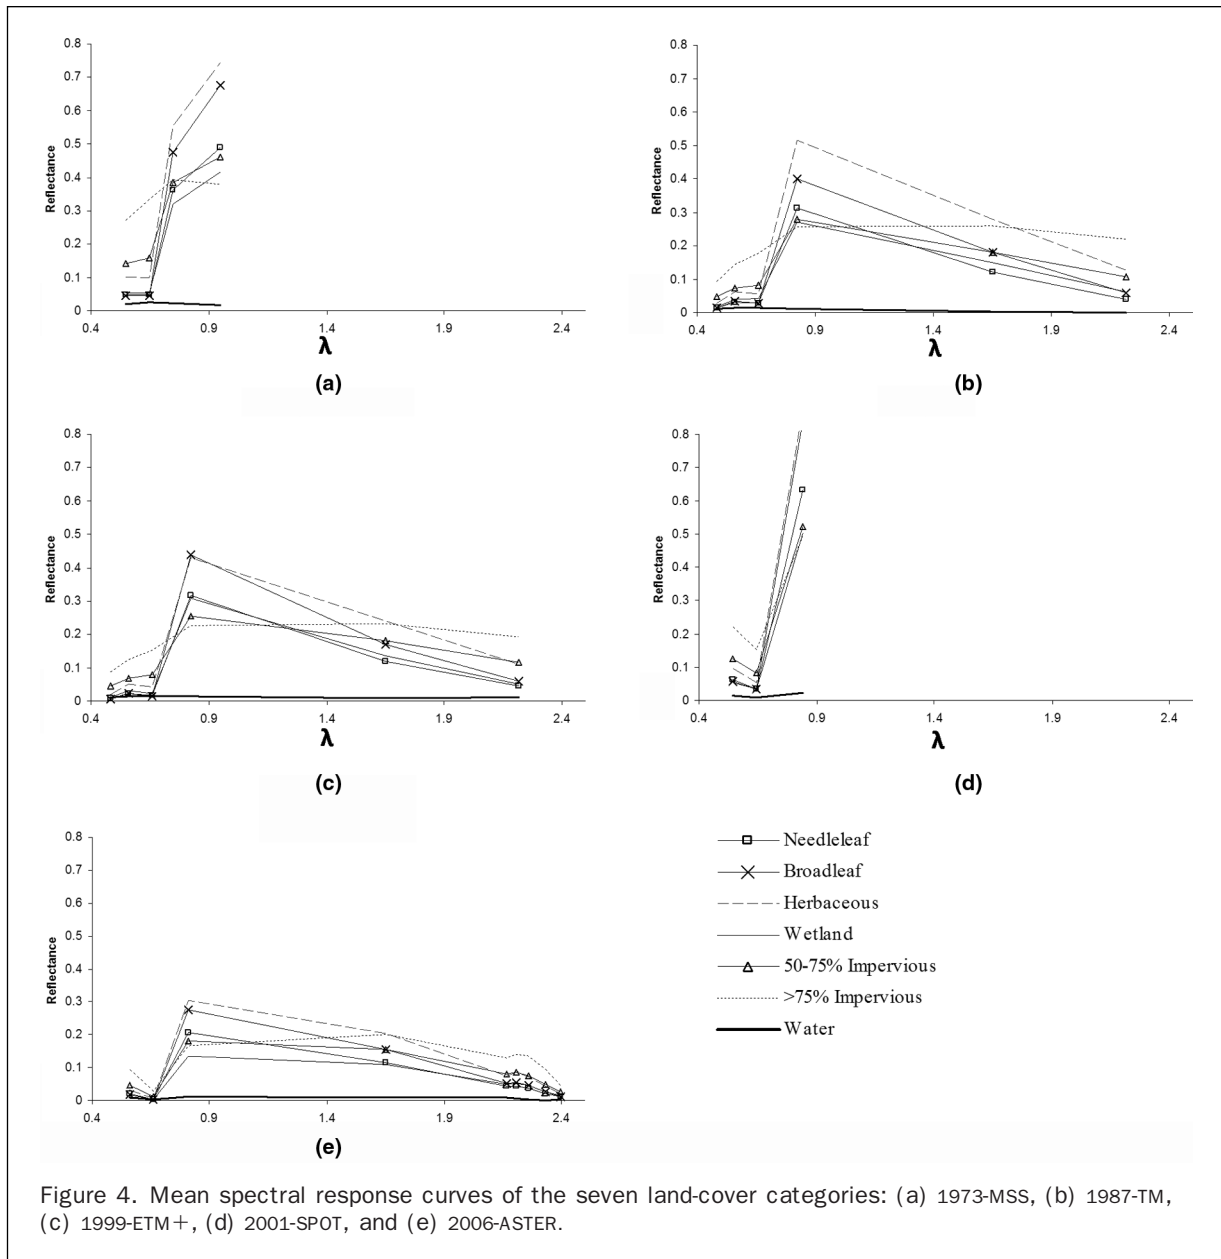 0.8
0.7
0.6
0.5
0.4
0.3
0.2
0.1
0
Reflectance
0.4 0.9 1.4 1.9 2.4
λ
(a)
0.8
0.7
0.6
0.5
0.4
0.3
0.2
0.1
0
Reflectance
0.4 0.9 1.4 1.9 2.4
λ
(b)
0.8
0.7
0.6
0.5
0.4
0.3
0.2
0.1
0
Reflectance
0.4 0.9 1.4 1.9 2.4
λ
(c)
0.8
0.7
0.6
0.5
0.4
0.3
0.2
0.1
0
Reflectance
0.4 0.9 1.4 1.9 2.4
λ
(d)
0.8
0.7
0.6
0.5
0.4
0.3
0.2
0.1
0
Reflectance
0.4 0.9 1.4 1.9 2.4
(e)
Needleleaf
Broadleaf
Herbaceous
Wetland
50-75% Impervious
>75% Impervious
Water
Figure 4. Mean spectral response curves of the seven land-cover categories: (a) 1973-MSS, (b) 1987-TM,
(c) 1999-ETM+, (d) 2001-SPOT, and (e) 2006-ASTER.